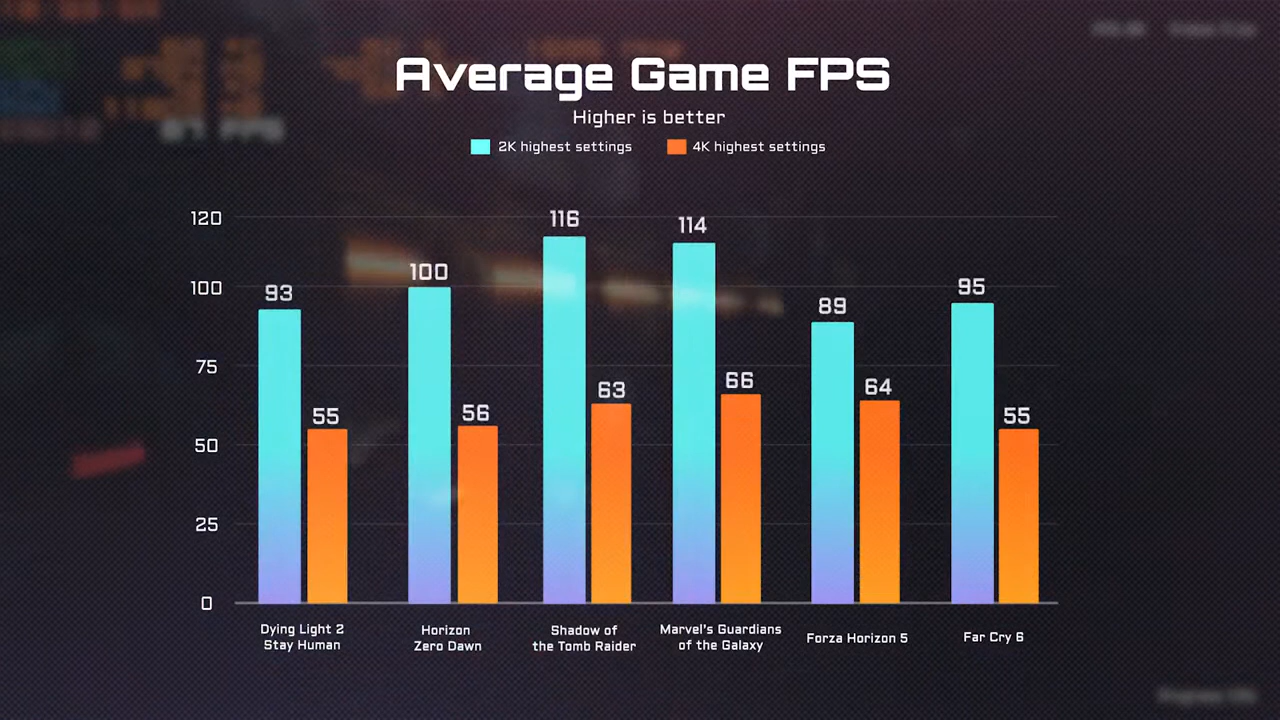 Average Game FPS
Higher is better
2K highest settings
4K highest settings
120
100
75
50
25
0
93
55
100
56
116
63
114
66
89
64
95
55
Dying Light 2
Stay Human
Horizon
Zero Dawn
Shadow of
the Tomb Raider
Marvel's Guardians
of the Galaxy
Forza Horizon 5
Far Cry 6